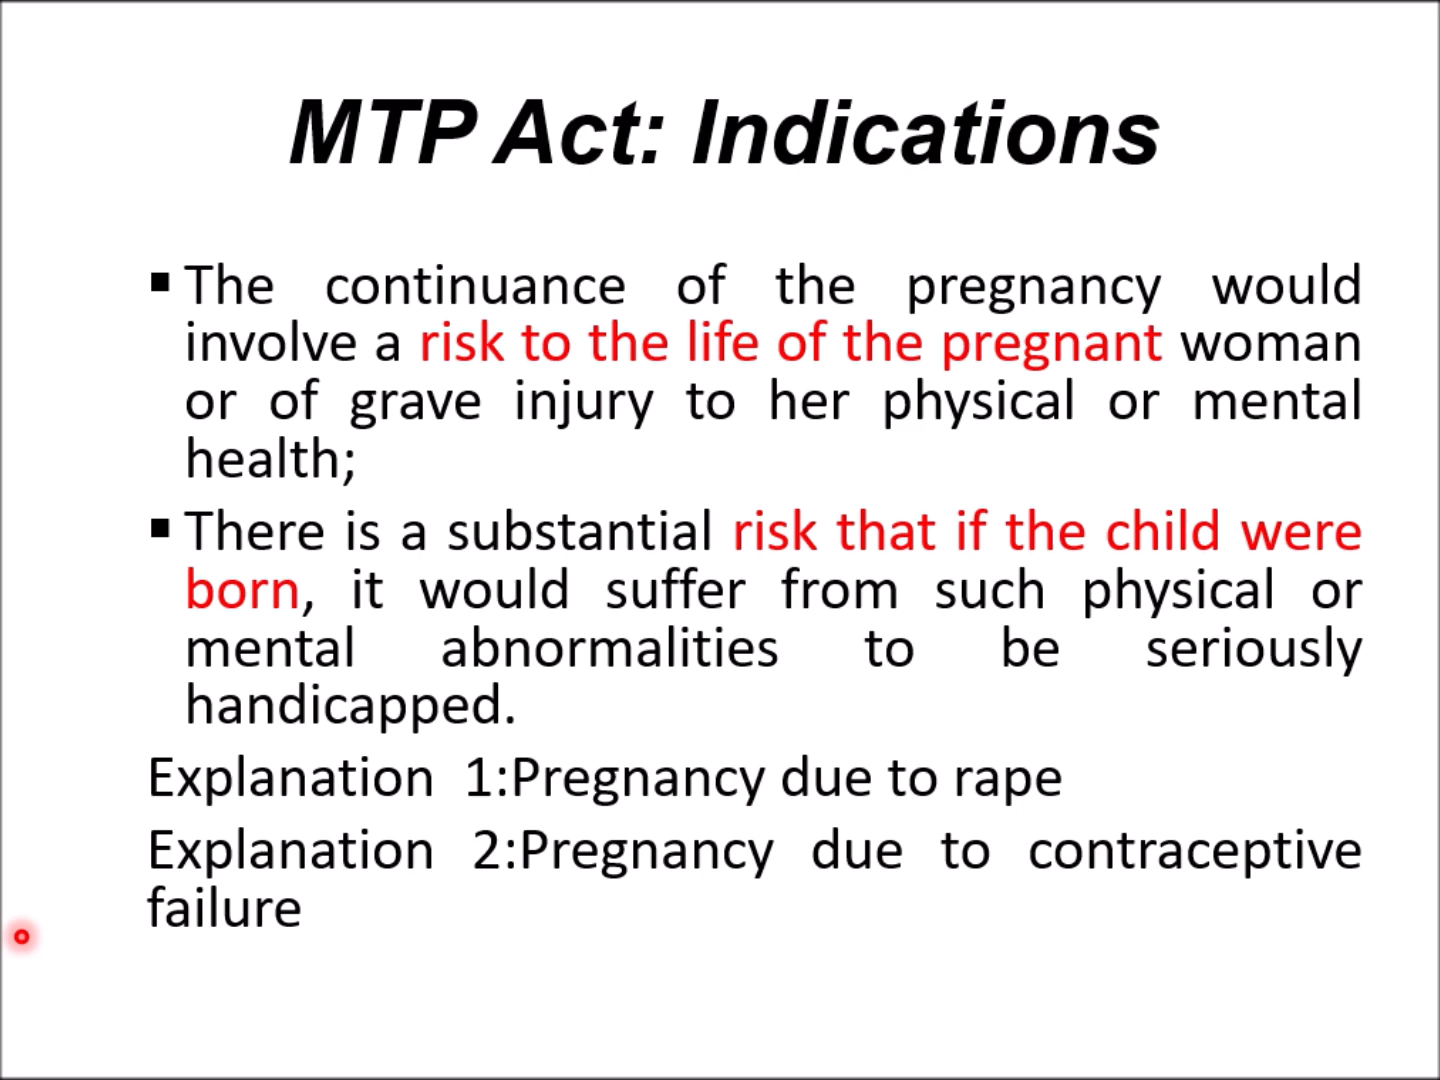 MTP Act: Indications
▪ The continuance of the pregnancy would
involve a risk to the life of the pregnant woman
or of grave injury to her physical or mental
health;
▪ There is a substantial risk that if the child were
born, it would suffer from such physical or
mental abnormalities to be seriously
handicapped.
Explanation 1:Pregnancy due to rape
Explanation 2:Pregnancy due to contraceptive
failure